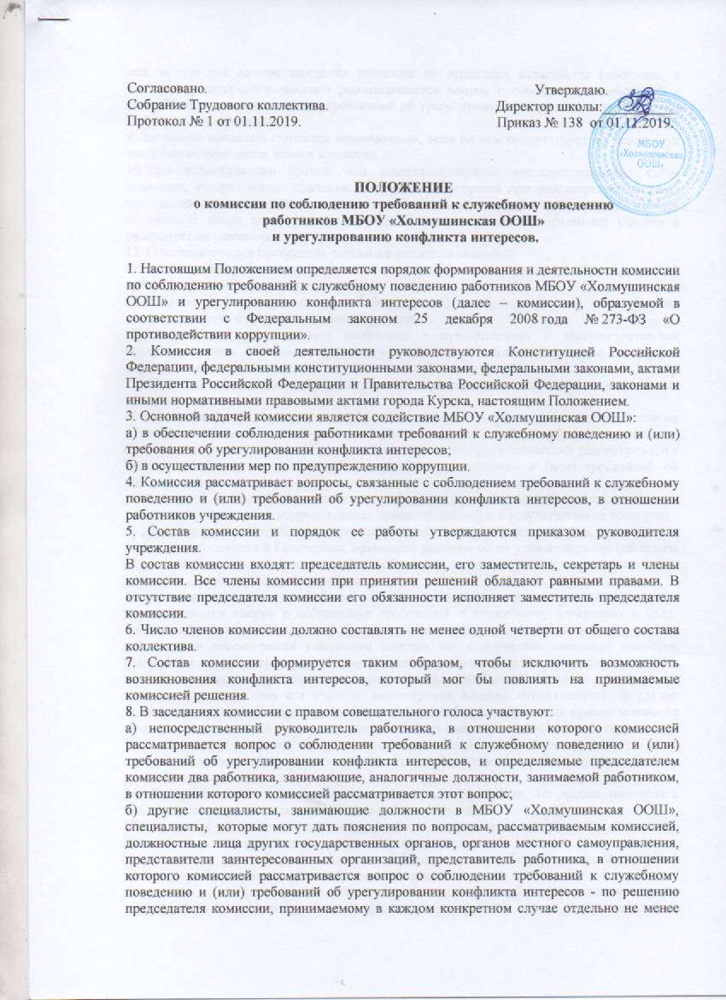 Согласовано. Утверждаю.
Собрание Трудового коллектива. Директор школы:
Протокол № 1 от 01.11.2019. Приказ № 138 от 01.11.2019.
МБОУ
«Холмушинская
ООШ»
ПОЛОЖЕНИЕ
о комиссии по соблюдению требований к служебному поведению
работников МБОУ «Холмушинская ООШ»
и урегулированию конфликта интересов.
1. Настоящим Положением определяется порядок формирования и деятельности комиссии
по соблюдению требований к служебному поведению работников МБОУ «Холмушинская
ООШ» и урегулированию конфликта интересов (далее – комиссии), образуемой в
соответствии с Федеральным законом 25 декабря 2008 года № 273-ФЗ «О
противодействии коррупции».
2. Комиссия в своей деятельности руководствуются Конституцией Российской
Федерации, федеральными конституционными законами, федеральными законами, актами
Президента Российской Федерации и Правительства Российской Федерации, законами и
иными нормативными правовыми актами города Курска, настоящим Положением.
3. Основной задачей комиссии является содействие МБОУ «Холмушинская ООШ»:
а) в обеспечении соблюдения работниками требований к служебному поведению и (или)
требования об урегулировании конфликта интересов;
б) в осуществлении мер по предупреждению коррупции.
4. Комиссия рассматривает вопросы, связанные с соблюдением требований к служебному
поведению и (или) требований об урегулировании конфликта интересов, в отношении
работников учреждения.
5. Состав комиссии и порядок ее работы утверждаются приказом руководителя
учреждения.
В состав комиссии входят: председатель комиссии, его заместитель, секретарь и члены
комиссии. Все члены комиссии при принятии решений обладают равными правами. В
отсутствие председателя комиссии его обязанности исполняет заместитель председателя
комиссии.
6. Число членов комиссии должно составлять не менее одной четверти от общего состава
коллектива.
7. Состав комиссии формируется таким образом, чтобы исключить возможность
возникновения конфликта интересов, который мог бы повлиять на принимаемые
комиссией решения.
8. В заседаниях комиссии с правом совещательного голоса участвуют:
а) непосредственный руководитель работника, в отношении которого комиссией
рассматривается вопрос о соблюдении требований к служебному поведению и (или)
требований об урегулировании конфликта интересов, и определяемые председателем
комиссии два работника, занимающие, аналогичные должности, занимаемой работником,
в отношении которого комиссией рассматривается этот вопрос;
б) другие специалисты, занимающие должности в МБОУ «Холмушинская ООШ»,
специалисты, которые могут дать пояснения по вопросам, рассматриваемым комиссией,
должностные лица других государственных органов, органов местного самоуправления,
представители заинтересованных организаций, представитель работника, в отношении
которого комиссией рассматривается вопрос о соблюдении требований к служебному
поведению и (или) требований об урегулировании конфликта интересов - по решению
председателя комиссии, принимаемому в каждом конкретном случае отдельно не менее